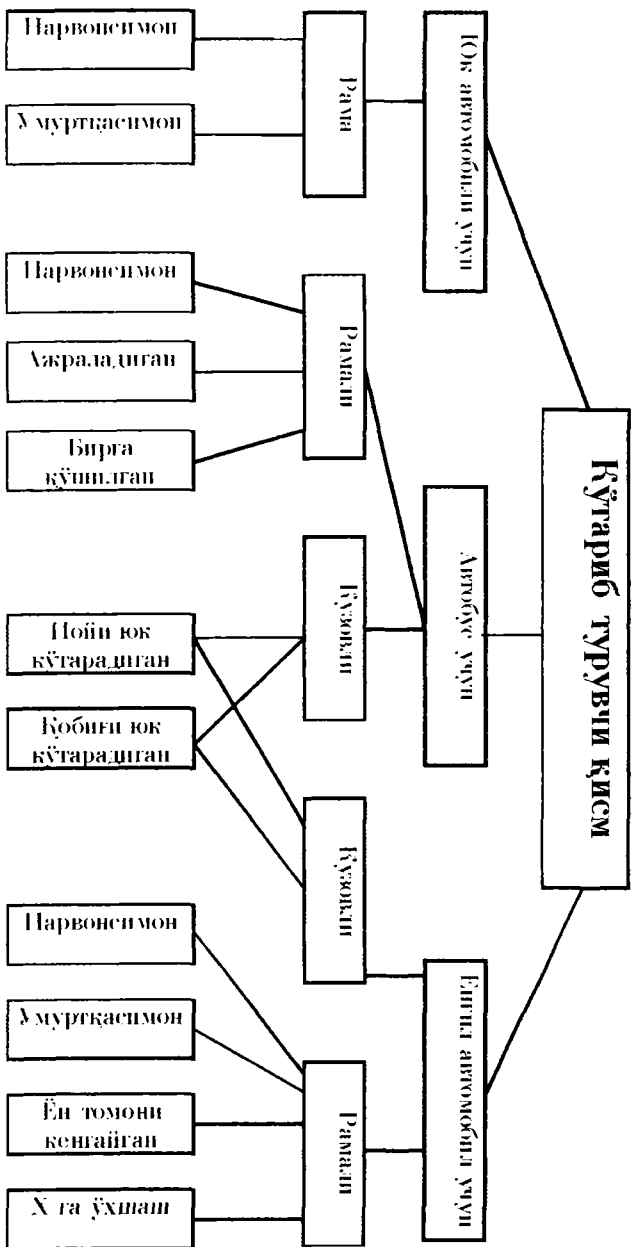 Кўтариб турувчи қисм
Юк автомобили учун
Автобус учун
Енгил автомобил учун
Рама
Рамали
Кузовли
Кузовли
Рамали
Нарвонсимон
Умуртқасимон
Нарвонсимон
Ажраладиган
Бирга
қўшилган
Пойи юк
кўтарадиган
Қобиғи юк
кўтарадиган
Нарвонсимон
Умуртқасимон
Ён томони
кенгайган
Х га ўхшаш